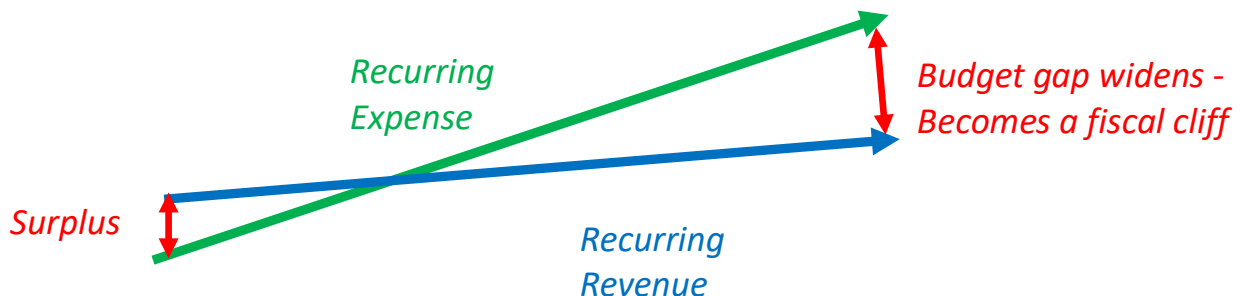 Recurring
Expense
Budget gap widens -
Becomes a fiscal cliff
Surplus
Recurring
Revenue